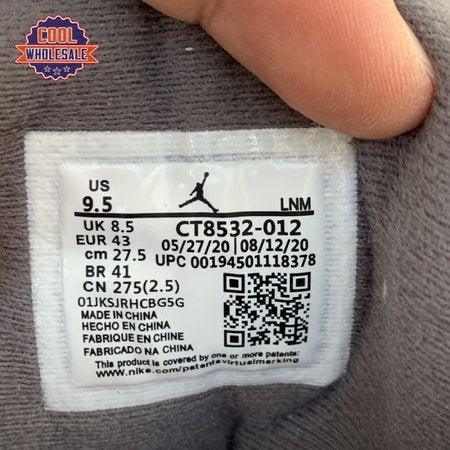 COOL
WHOLESALE
US
9.5 LNM
UK 8.5 CT8532-012
EUR 43 05/27/20 08/12/20
cm 27.5 UPC 00194501118378
BR 41
CN 275(2.5)
01JKSJRHCBG5G
MADE IN CHINA
HECHO EN CHINA
FABRIQUE EN CHINE
FABRICADO NA CHINA
This product is covered by one or more patents:
www.nike.com/patentsvirtualmarking